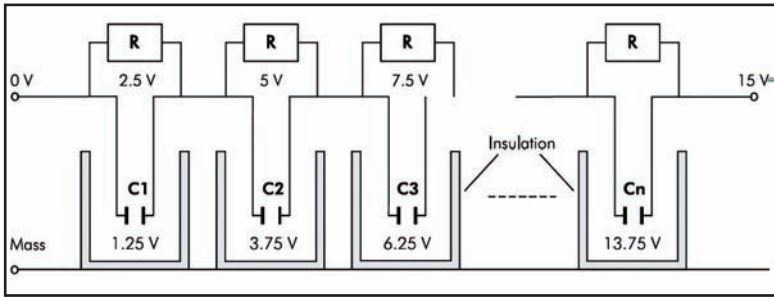 R R R R
0 V 2.5 V 5 V 7.5 V 15 V
Insulation
C1 C2 C3 Cn
Mass 1.25 V 3.75 V 6.25 V 13.75 V